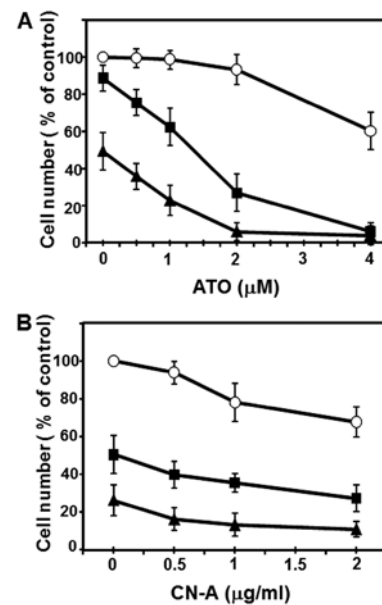 A
Cell number ( % of control)
100
80
60
40
20
0
0 1 2 3 4
ATO (μM)
B
Cell number ( % of control)
100
80
60
40
20
0
0 0.5 1 1.5 2
CN-A (μg/ml)